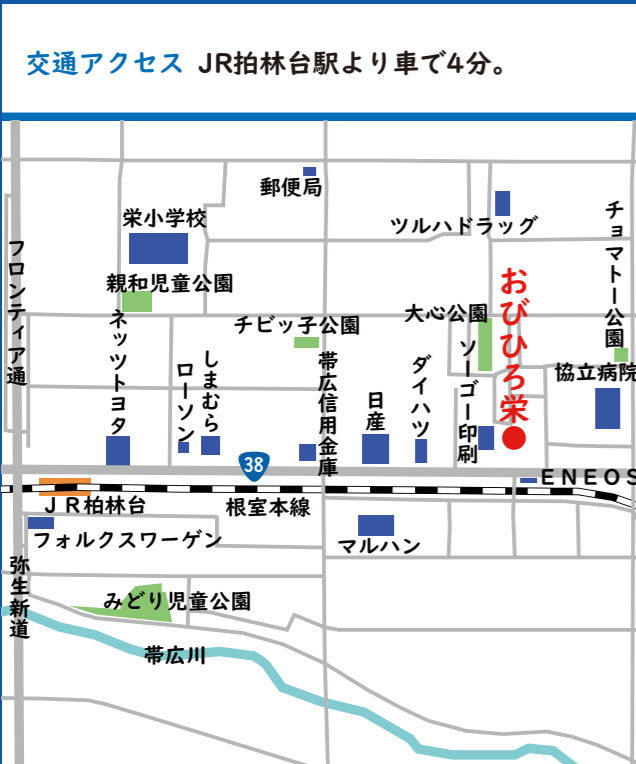 交通アクセス JR拍林台駅より車で4分。
郵便局
栄小学校
ツルハドラッグ
チョマトー公園
フロンティア通
親和児童公園
おびひろ栄
大心公園
チビッ子公園
ネッツトヨタ
ローソン
しまむら
帯広信用金庫
日産
ダイハツ
ソーゴー印刷
協立病院
38
ENEOS
JR柏林台
根室本線
フォルクスワーゲン
マルハン
弥生新道
みどり児童公園
帯広川